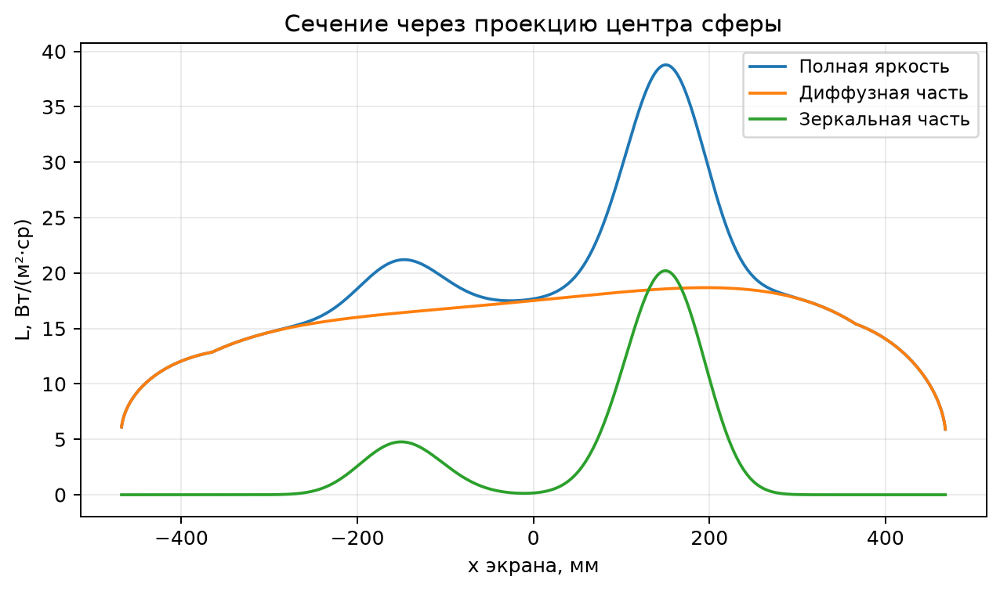 Сечение через проекцию центра сферы
L, Вт/(м²·ср)
40
35
30
25
20
15
10
5
0
Полная яркость
Диффузная часть
Зеркальная часть
−400 −200 0 200 400
x экрана, мм